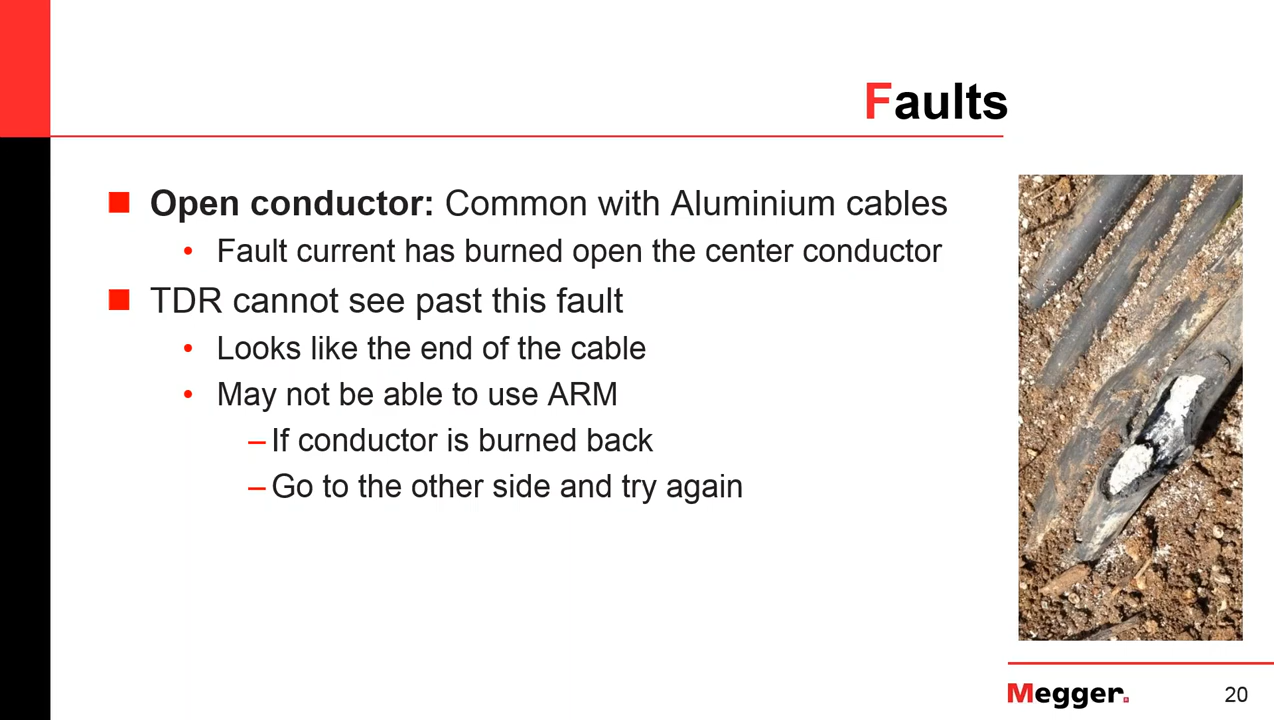 Faults
Open conductor: Common with Aluminium cables
• Fault current has burned open the center conductor
TDR cannot see past this fault
• Looks like the end of the cable
• May not be able to use ARM
– If conductor is burned back
– Go to the other side and try again
Megger.
20